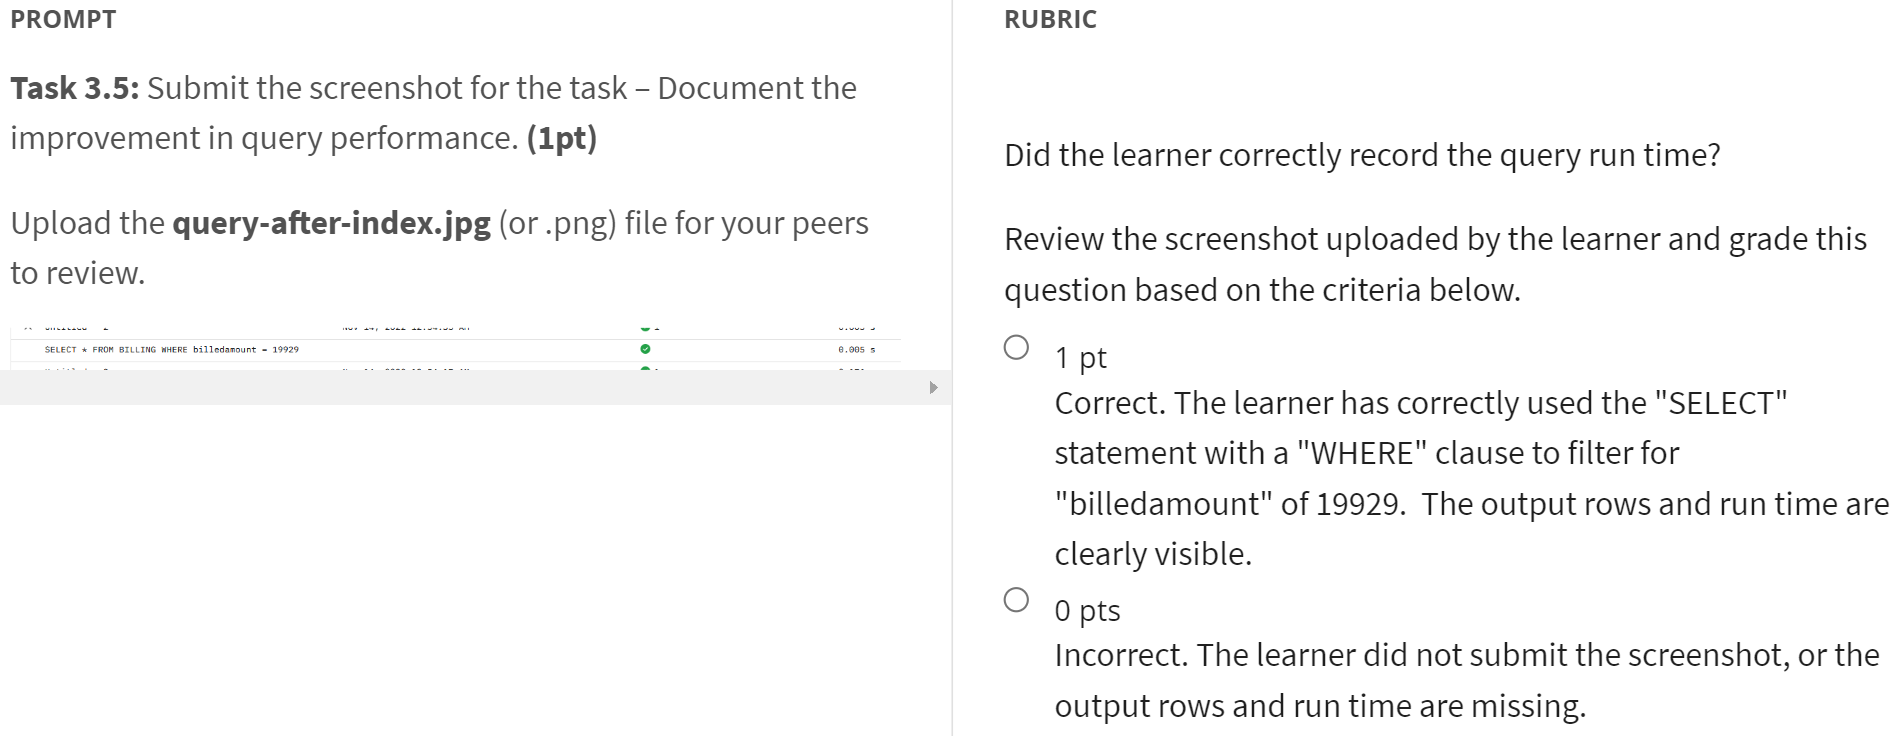 PROMPT
Task 3.5: Submit the screenshot for the task – Document the
improvement in query performance. (1pt)
Upload the query-after-index.jpg (or .png) file for your peers
to review.
SELECT * FROM BILLING WHERE billedamount = 19929
0.005 s
RUBRIC
Did the learner correctly record the query run time?
Review the screenshot uploaded by the learner and grade this
question based on the criteria below.
1 pt
Correct. The learner has correctly used the "SELECT"
statement with a "WHERE" clause to filter for
"billedamount" of 19929.  The output rows and run time are
clearly visible.
0 pts
Incorrect. The learner did not submit the screenshot, or the
output rows and run time are missing.